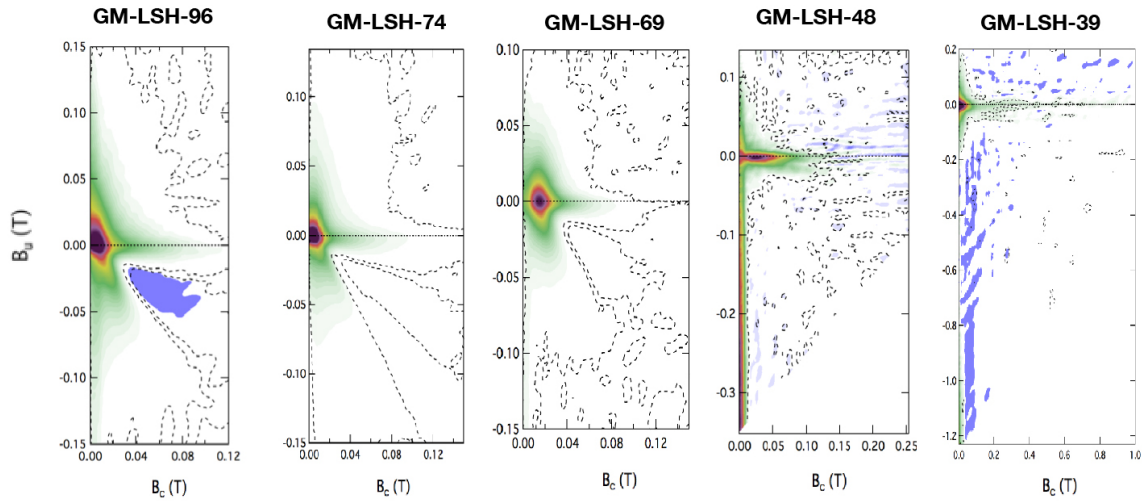 GM-LSH-96 GM-LSH-74 GM-LSH-69 GM-LSH-48 GM-LSH-39
Bu (T)
0.15
0.10
0.05
0.00
-0.05
-0.10
-0.15
0.00 0.04 0.08 0.12
Bc (T)
0.10
0.05
0.00
-0.05
-0.10
-0.15
0.00 0.04 0.08 0.12
Bc (T)
0.10
0.05
0.00
-0.05
-0.10
-0.15
0.00 0.04 0.08 0.12
Bc (T)
0.1
0.0
-0.1
-0.2
-0.3
0.00 0.05 0.10 0.15 0.20 0.25
Bc (T)
0.2
0.0
-0.2
-0.4
-0.6
-0.8
-1.0
-1.2
0.0 0.2 0.4 0.6 0.8 1.0
Bc (T)